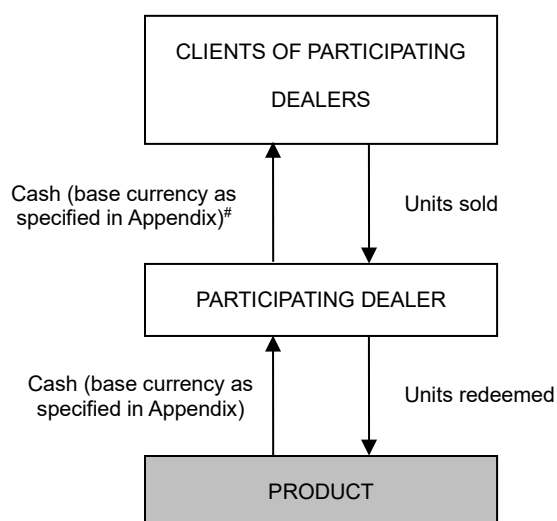 CLIENTS OF PARTICIPATING
DEALERS
Cash (base currency as
specified in Appendix)#
Units sold
PARTICIPATING DEALER
Cash (base currency as
specified in Appendix)
Units redeemed
PRODUCT